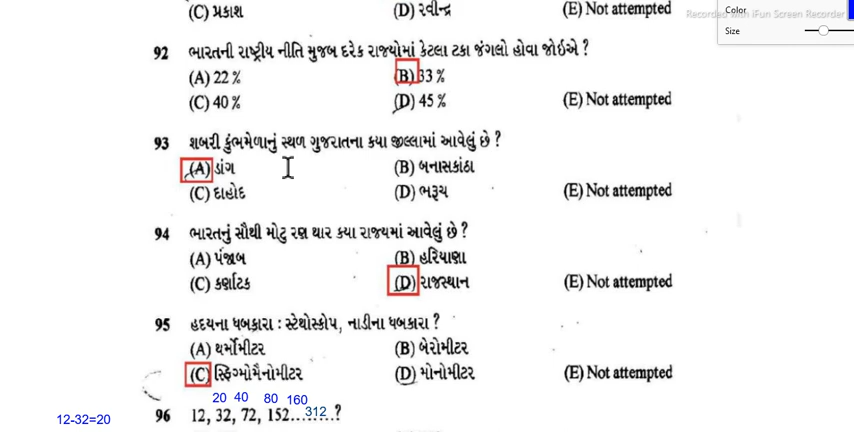 (C) પ્રકાશ (D) રવીન્દ્ર (E) Not attempted
Color
Recorded with iFun Screen Recorder
Size
92 ભારતની રાષ્ટ્રીય નીતિ મુજબ દરેક રાજ્યોમાં કેટલા ટકા જંગલો હોવા જોઇએ ?
(A) 22 % (B) 33 %
(C) 40 % (D) 45 % (E) Not attempted
93 શબરી કુંભમેળાનું સ્થળ ગુજરાતના કયા જીલ્લામાં આવેલું છે ?
(A) ડાંગ (B) બનાસકાંઠા
(C) દાહોદ (D) ભરૂચ (E) Not attempted
94 ભારતનું સૌથી મોટુ રણ થાર કયા રાજ્યમાં આવેલું છે ?
(A) પંજાબ (B) હરિયાણા
(C) કર્ણાટક (D) રાજસ્થાન (E) Not attempted
95 હૃદયના ધબકારા : સ્ટેથોસ્કોપ, નાડીના ધબકારા ?
(A) થર્મોમીટર (B) બેરોમીટર
(C) સ્ફિગ્મોમૈનોમીટર (D) મોનોમીટર (E) Not attempted
20 40 80 160
12-32=20
96 12, 32, 72, 152....312....?